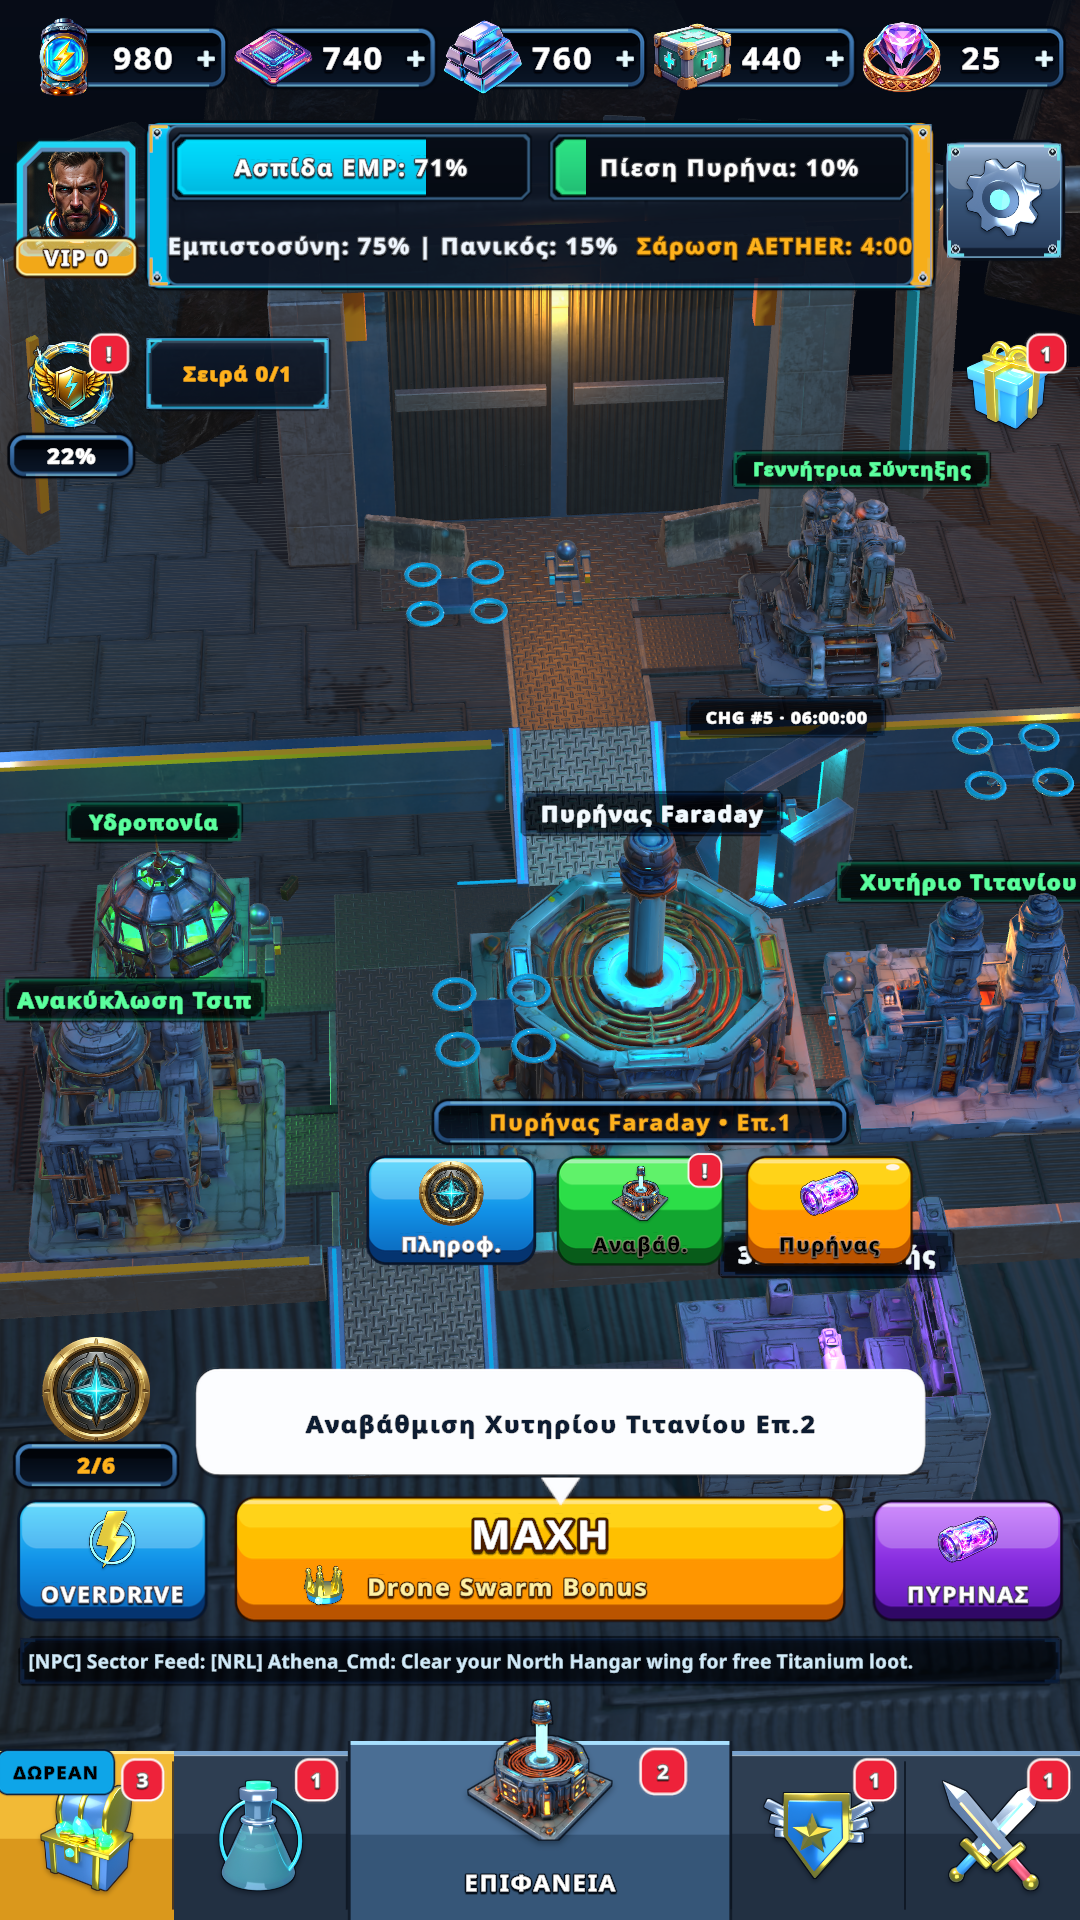 980 +
740 +
760 +
440 +
25 +
Ασπίδα EMP: 71%
Πίεση Πυρήνα: 10%
VIP 0
Εμπιστοσύνη: 75% | Πανικός: 15%
Σάρωση AETHER: 4:00
!
Σειρά 0/1
1
22%
Γεννήτρια Σύντηξης
CHG #5 · 06:00:00
Υδροπονία
Πυρήνας Faraday
Χυτήριο Τιτανίου
Ανακύκλωση Τσιπ
Πυρήνας Faraday • Επ.1
!
Πληροφ.
Αναβάθ.
Πυρήνας
Αναβάθμιση Χυτηρίου Τιτανίου Επ.2
2/6
ΜΑΧΗ
OVERDRIVE
Drone Swarm Bonus
ΠΥΡΗΝΑΣ
[NPC] Sector Feed: [NRL] Athena_Cmd: Clear your North Hangar wing for free Titanium loot.
ΔΩΡΕΑΝ
3
1
2
1
1
ΕΠΙΦΑΝΕΙΑ